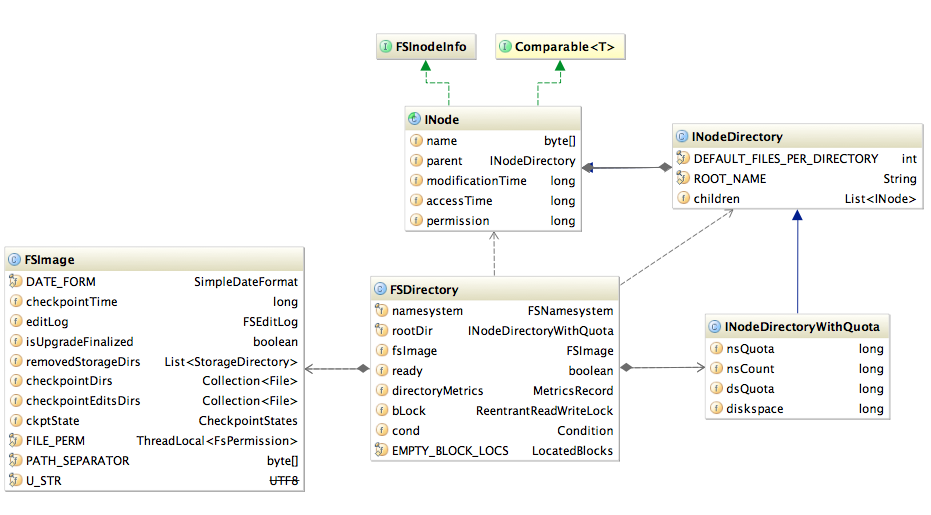 FSInodeInfo
Comparable<T>
INode
name byte[]
parent INodeDirectory
modificationTime long
accessTime long
permission long
INodeDirectory
DEFAULT_FILES_PER_DIRECTORY int
ROOT_NAME String
children List<INode>
FSImage
DATE_FORM SimpleDateFormat
checkpointTime long
editLog FSEditLog
isUpgradeFinalized boolean
removedStorageDirs List<StorageDirectory>
checkpointDirs Collection<File>
checkpointEditsDirs Collection<File>
ckptState CheckpointStates
FILE_PERM ThreadLocal<FsPermission>
PATH_SEPARATOR byte[]
U_STR UTF8
FSDirectory
namesystem FSNamesystem
rootDir INodeDirectoryWithQuota
fsImage FSImage
ready boolean
directoryMetrics MetricsRecord
bLock ReentrantReadWriteLock
cond Condition
EMPTY_BLOCK_LOCS LocatedBlocks
INodeDirectoryWithQuota
nsQuota long
nsCount long
dsQuota long
diskspace long